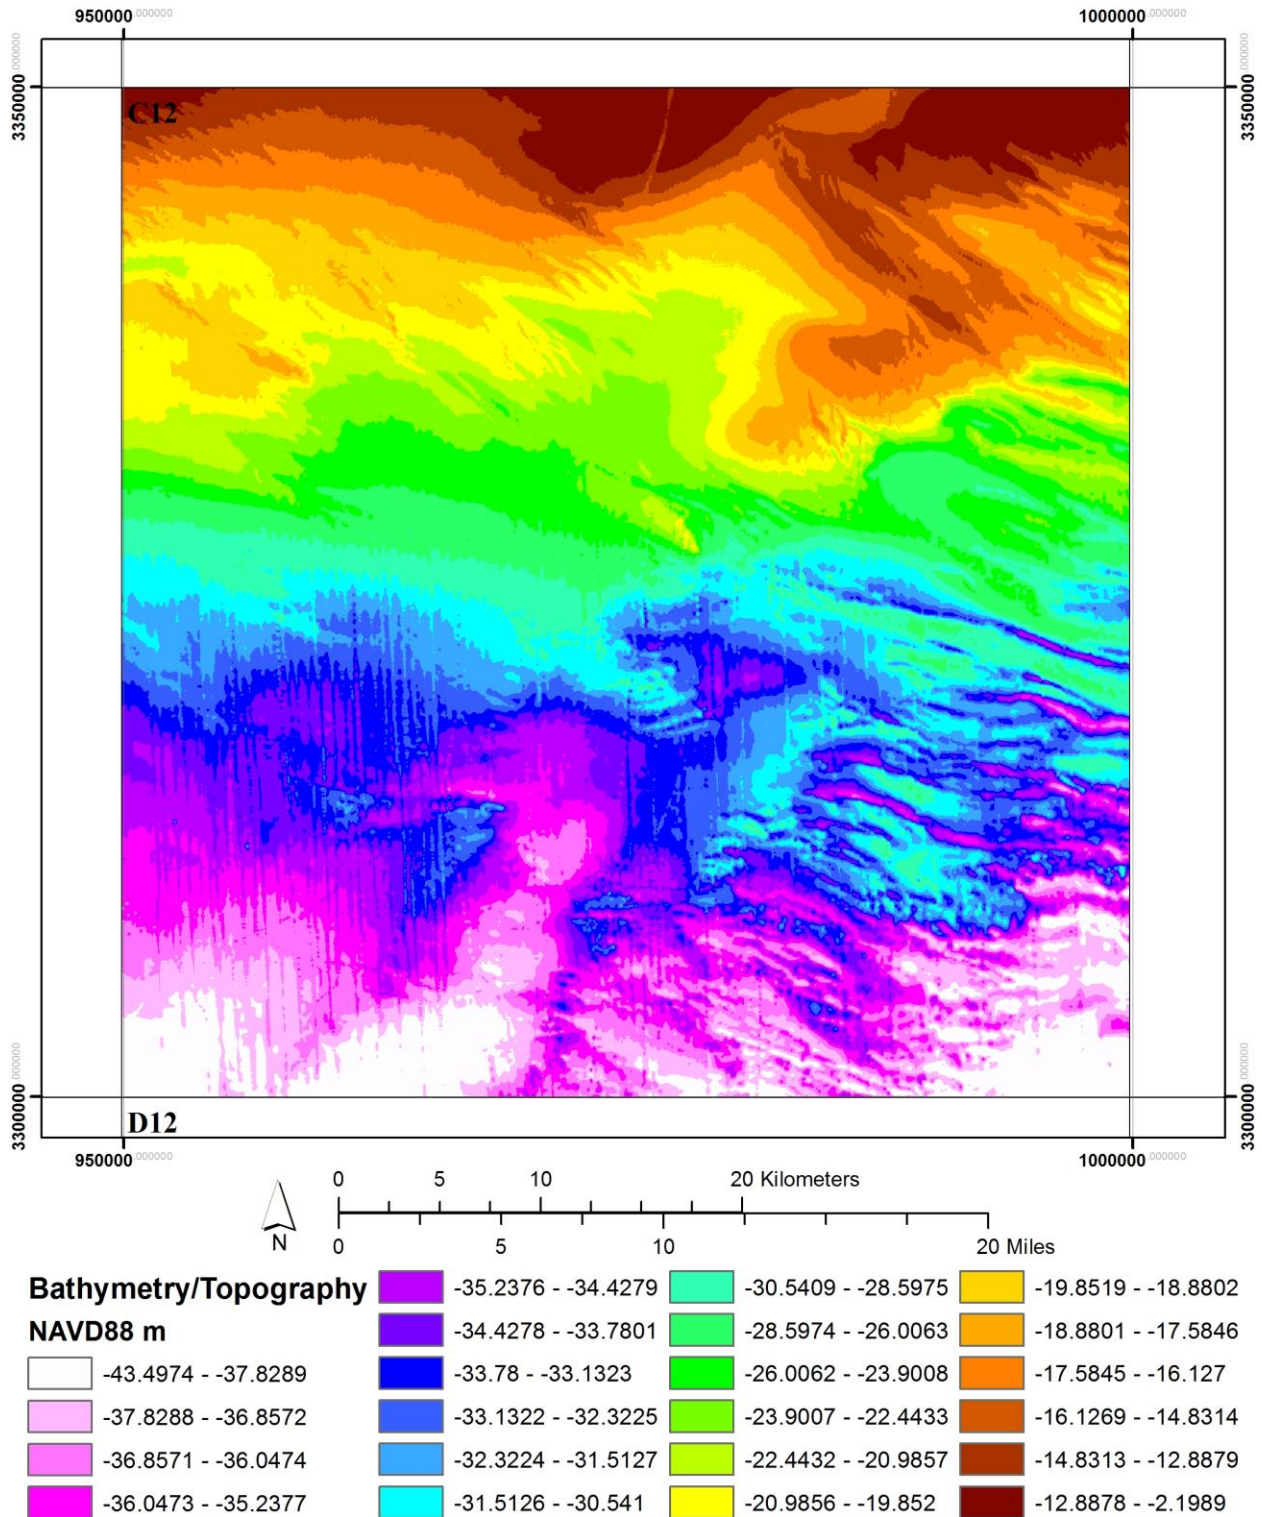 950000.000000 1000000.000000
3350000.000000 3350000.000000
C12
3300000.000000 3300000.000000
D12
950000.000000 1000000.000000
0 5 10 20 Kilometers
N
0 5 10 20 Miles
Bathymetry/Topography
NAVD88 m
-43.4974 - -37.8289
-37.8288 - -36.8572
-36.8571 - -36.0474
-36.0473 - -35.2377
-35.2376 - -34.4279
-34.4278 - -33.7801
-33.78 - -33.1323
-33.1322 - -32.3225
-32.3224 - -31.5127
-31.5126 - -30.541
-30.5409 - -28.5975
-28.5974 - -26.0063
-26.0062 - -23.9008
-23.9007 - -22.4433
-22.4432 - -20.9857
-20.9856 - -19.852
-19.8519 - -18.8802
-18.8801 - -17.5846
-17.5845 - -16.127
-16.1269 - -14.8314
-14.8313 - -12.8879
-12.8878 - -2.1989